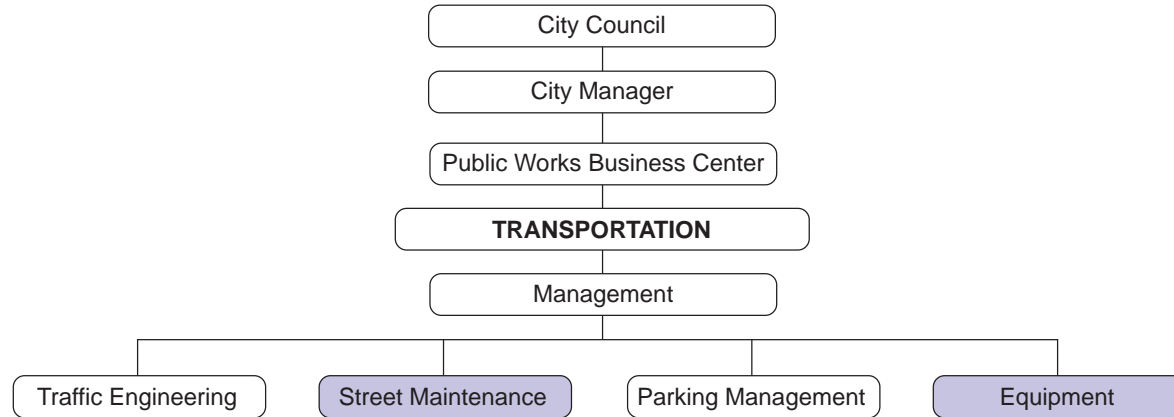 City Council
City Manager
Public Works Business Center
TRANSPORTATION
Management
Traffic Engineering
Street Maintenance
Parking Management
Equipment